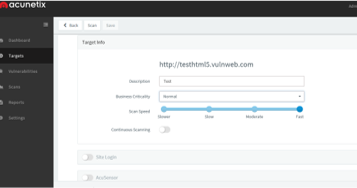 acunetix
Back
Scan
Save
Dashboard
Targets
Vulnerabilities
Scans
Reports
Settings
Target Info
http://testhtml5.vulnweb.com
Description
Test
Business Criticality
Normal
Scan Speed
Slower
Slow
Moderate
Fast
Continuous Scanning
Site Login
AcuSensor